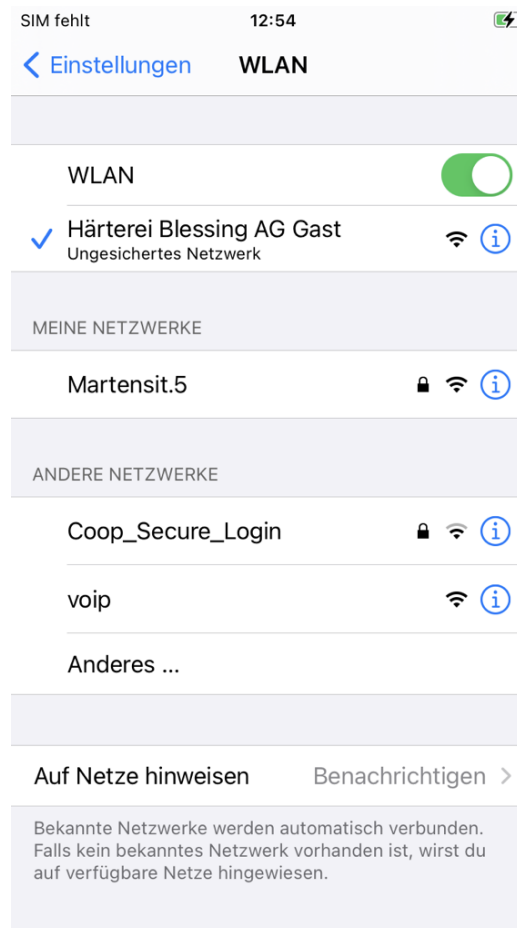 SIM fehlt 12:54
Einstellungen WLAN
WLAN
Härterei Blessing AG Gast
Ungesichertes Netzwerk
MEINE NETZWERKE
Martensit.5
ANDERE NETZWERKE
Coop_Secure_Login
voip
Anderes ...
Auf Netze hinweisen Benachrichtigen
Bekannte Netzwerke werden automatisch verbunden.
Falls kein bekanntes Netzwerk vorhanden ist, wirst du
auf verfügbare Netze hingewiesen.